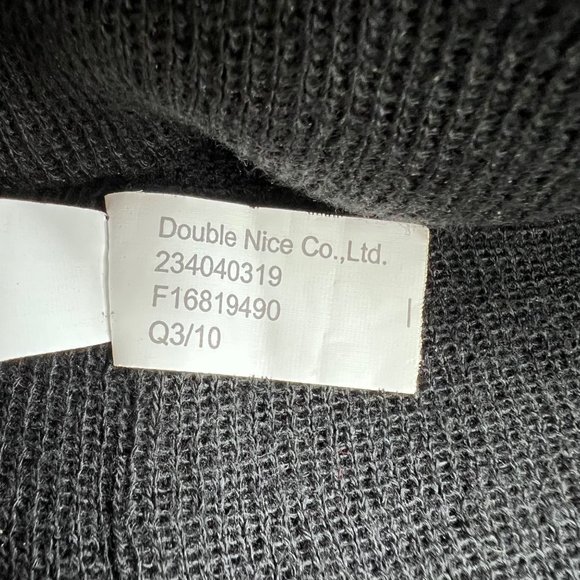 Double Nice Co.,Ltd.
234040319
F16819490
Q3/10